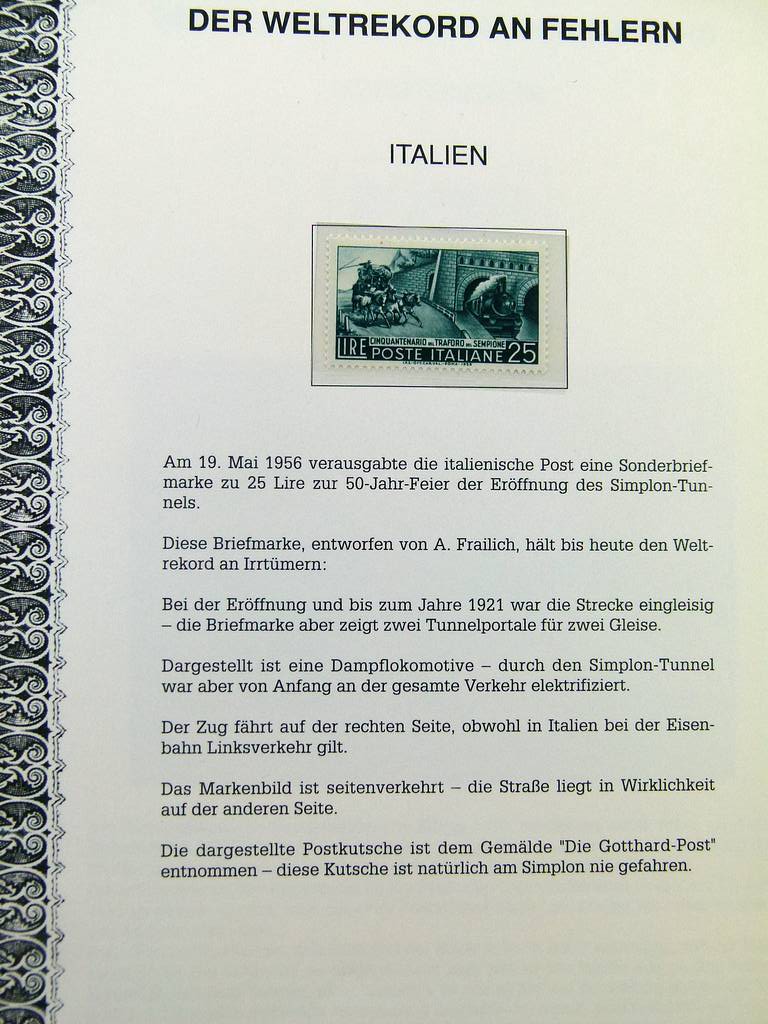 DER WELTREKORD AN FEHLERN
ITALIEN
CINQUANTENARIO DEL TRAFORO DEL SEMPIONE
LIRE POSTE ITALIANE 25
Am 19. Mai 1956 verausgabte die italienische Post eine Sonderbrief-
marke zu 25 Lire zur 50-Jahr-Feier der Eröffnung des Simplon-Tun-
nels.
Diese Briefmarke, entworfen von A. Frailich, hält bis heute den Welt-
rekord an Irrtümern:
Bei der Eröffnung und bis zum Jahre 1921 war die Strecke eingleisig
– die Briefmarke aber zeigt zwei Tunnelportale für zwei Gleise.
Dargestellt ist eine Dampflokomotive – durch den Simplon-Tunnel
war aber von Anfang an der gesamte Verkehr elektrifiziert.
Der Zug fährt auf der rechten Seite, obwohl in Italien bei der Eisen-
bahn Linksverkehr gilt.
Das Markenbild ist seitenverkehrt – die Straße liegt in Wirklichkeit
auf der anderen Seite.
Die dargestellte Postkutsche ist dem Gemälde "Die Gotthard-Post"
entnommen – diese Kutsche ist natürlich am Simplon nie gefahren.